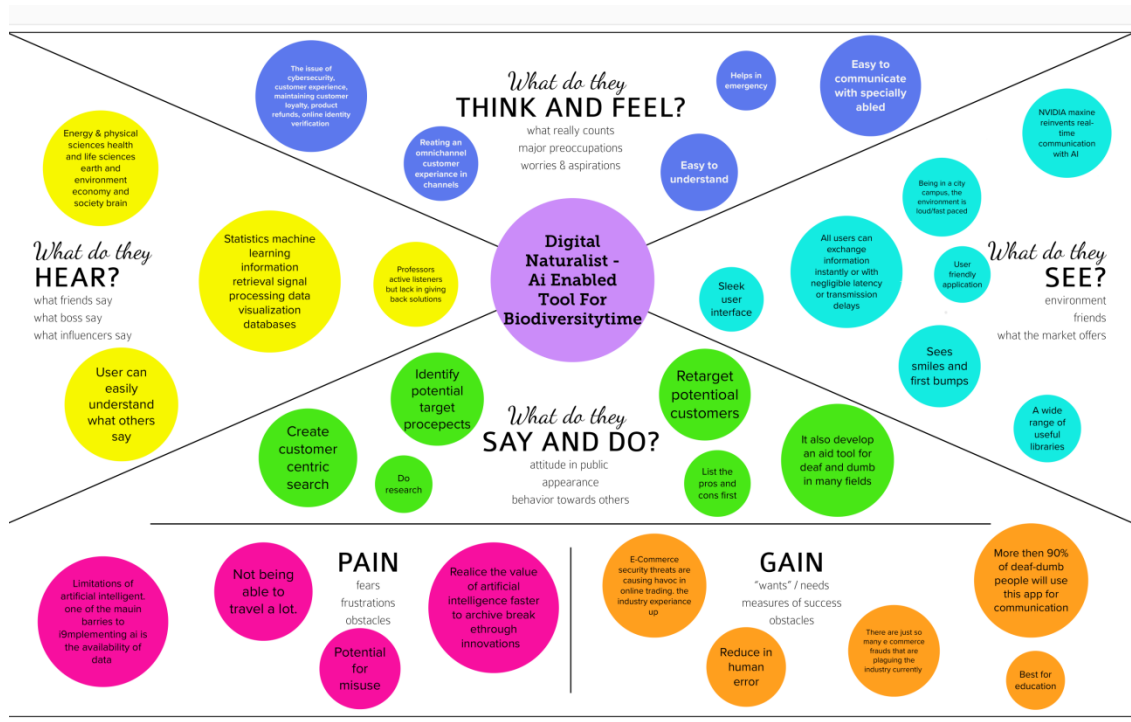 What do they
THINK AND FEEL?
what really counts
major preoccupations
worries & aspirations
The issue of
cybersecurity,
customer experience,
maintaining customer
loyalty, product
refunds, online identity
verification
Reating an
omnichannel
customer
experiance in
channels
Helps in
emergency
Easy to
communicate
with specially
abled
Easy to
understand
What do they
HEAR?
what friends say
what boss say
what influencers say
Energy & physical
sciences health
and life sciences
earth and
environment
economy and
society brain
Statistics machine
learning
information
retrieval signal
processing data
visualization
databases
Professors
active listeners
but lack in giving
back solutions
User can
easily
understand
what others
say
Digital
Naturalist -
Ai Enabled
Tool For
Biodiversitytime
What do they
SEE?
environment
friends
what the market offers
NVIDIA maxine
reinvents real-
time
communication
with AI
Being in a city
campus, the
environment is
loud/fast paced
All users can
exchange
information
instantly or with
negligible latency
or transmission
delays
User
friendly
application
Sleek
user
interface
Sees
smiles and
first bumps
A wide
range of
useful
libraries
What do they
SAY AND DO?
attitude in public
appearance
behavior towards others
Identify
potential
target
procepects
Create
customer
centric
search
Do
research
Retarget
potentioal
customers
List the
pros and
cons first
It also develop
an aid tool for
deaf and dumb
in many fields
PAIN
fears
frustrations
obstacles
Limitations of
artificial intelligent.
one of the mauin
barries to
i9mplementing ai is
the availability of
data
Not being
able to
travel a lot.
Potential
for
misuse
Realice the value
of artificial
intelligence faster
to archive break
ethrough
innovations
GAIN
"wants" / needs
measures of success
obstacles
E-Commerce
security threats are
causing havoc in
online trading. the
industry experiance
up
Reduce in
human
error
There are just so
many e commerce
frauds that are
plaguing the
industry currently
More then 90%
of deaf-dumb
people will use
this app for
communication
Best for
education